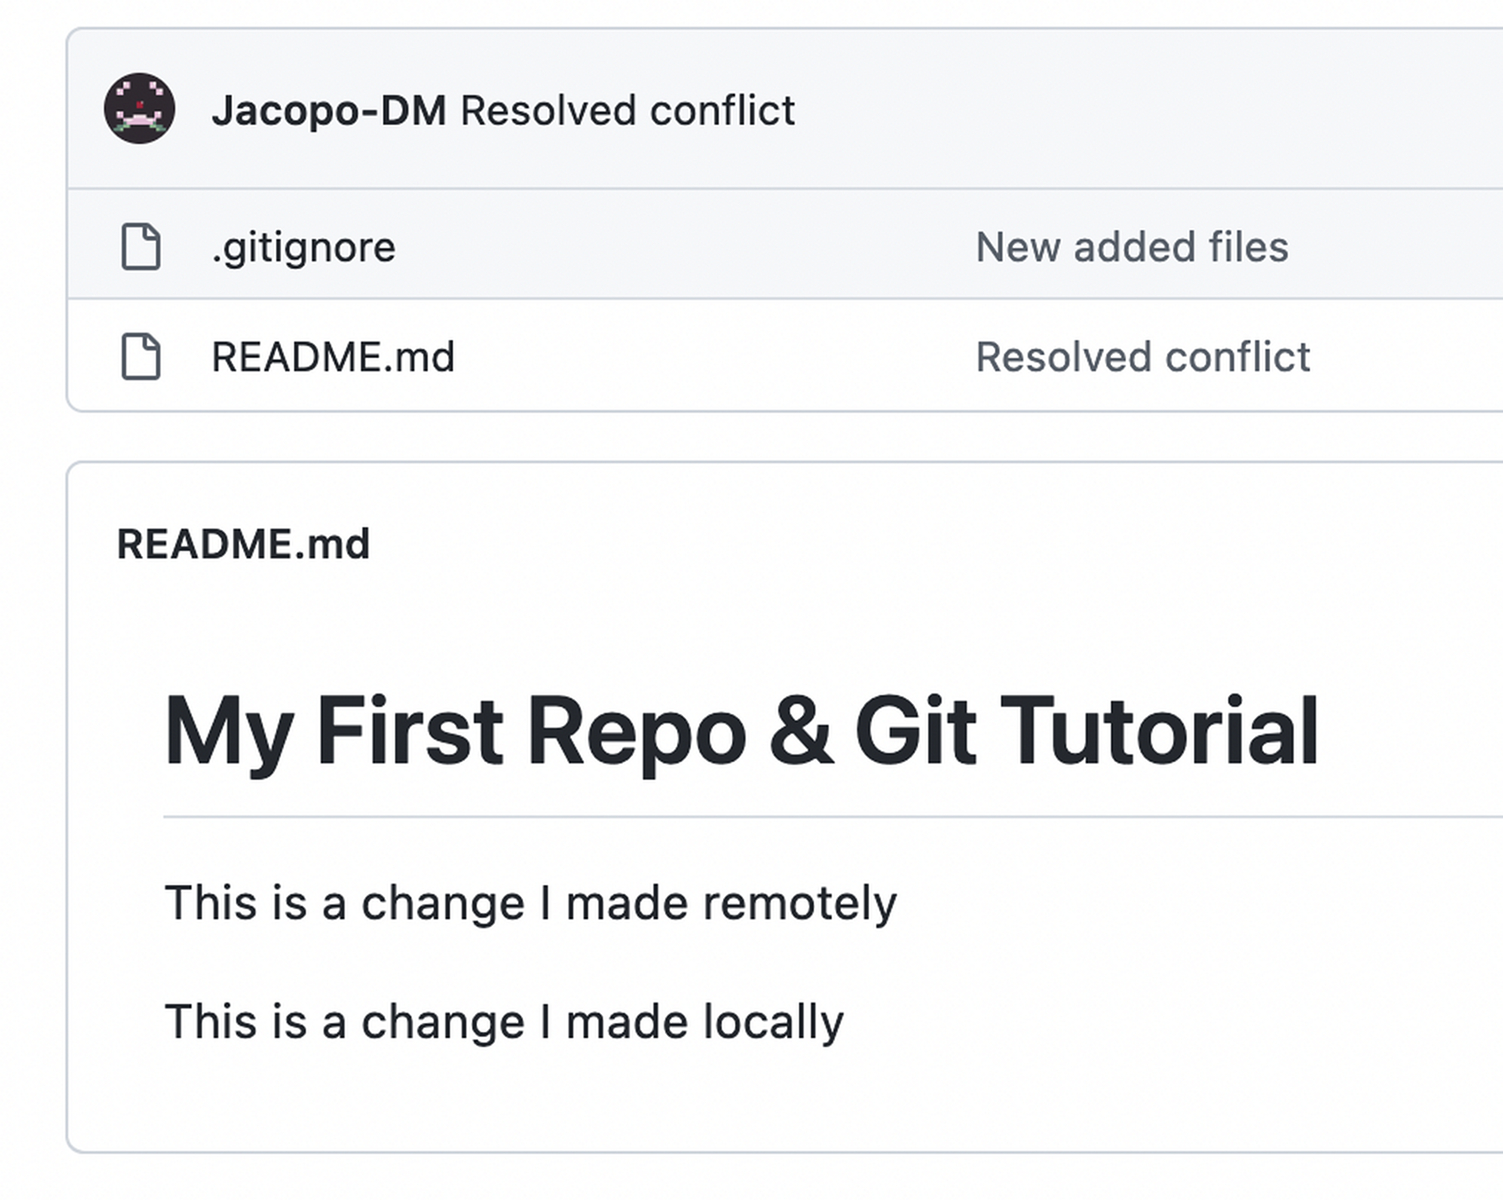 Jacopo-DM Resolved conflict
.gitignore New added files
README.md Resolved conflict
README.md
My First Repo & Git Tutorial
This is a change I made remotely
This is a change I made locally